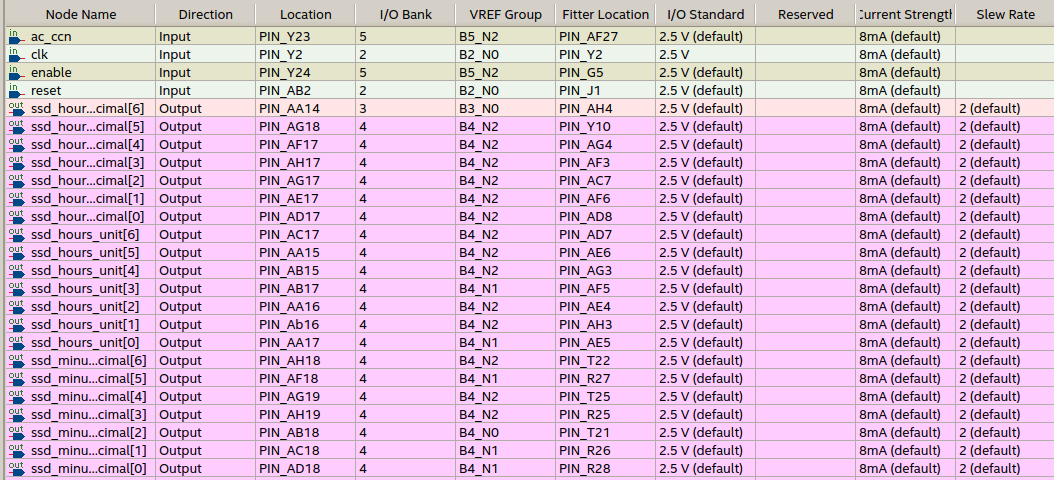 Node Name Direction Location I/O Bank VREF Group Fitter Location I/O Standard Reserved Current Strength Slew Rate
in ac_ccn Input PIN_Y23 5 B5_N2 PIN_AF27 2.5 V (default) 8mA (default)
in clk Input PIN_Y2 2 B2_N0 PIN_Y2 2.5 V 8mA (default)
in enable Input PIN_Y24 5 B5_N2 PIN_G5 2.5 V (default) 8mA (default)
in reset Input PIN_AB2 2 B2_N0 PIN_J1 2.5 V (default) 8mA (default)
out ssd_hour...cimal[6] Output PIN_AA14 3 B3_N0 PIN_AH4 2.5 V (default) 8mA (default) 2 (default)
out ssd_hour...cimal[5] Output PIN_AG18 4 B4_N2 PIN_Y10 2.5 V (default) 8mA (default) 2 (default)
out ssd_hour...cimal[4] Output PIN_AF17 4 B4_N2 PIN_AG4 2.5 V (default) 8mA (default) 2 (default)
out ssd_hour...cimal[3] Output PIN_AH17 4 B4_N2 PIN_AF3 2.5 V (default) 8mA (default) 2 (default)
out ssd_hour...cimal[2] Output PIN_AG17 4 B4_N2 PIN_AC7 2.5 V (default) 8mA (default) 2 (default)
out ssd_hour...cimal[1] Output PIN_AE17 4 B4_N2 PIN_AF6 2.5 V (default) 8mA (default) 2 (default)
out ssd_hour...cimal[0] Output PIN_AD17 4 B4_N2 PIN_AD8 2.5 V (default) 8mA (default) 2 (default)
out ssd_hours_unit[6] Output PIN_AC17 4 B4_N2 PIN_AD7 2.5 V (default) 8mA (default) 2 (default)
out ssd_hours_unit[5] Output PIN_AA15 4 B4_N2 PIN_AE6 2.5 V (default) 8mA (default) 2 (default)
out ssd_hours_unit[4] Output PIN_AB15 4 B4_N2 PIN_AG3 2.5 V (default) 8mA (default) 2 (default)
out ssd_hours_unit[3] Output PIN_AB17 4 B4_N1 PIN_AF5 2.5 V (default) 8mA (default) 2 (default)
out ssd_hours_unit[2] Output PIN_AA16 4 B4_N2 PIN_AE4 2.5 V (default) 8mA (default) 2 (default)
out ssd_hours_unit[1] Output PIN_Ab16 4 B4_N2 PIN_AH3 2.5 V (default) 8mA (default) 2 (default)
out ssd_hours_unit[0] Output PIN_AA17 4 B4_N1 PIN_AE5 2.5 V (default) 8mA (default) 2 (default)
out ssd_minu...cimal[6] Output PIN_AH18 4 B4_N2 PIN_T22 2.5 V (default) 8mA (default) 2 (default)
out ssd_minu...cimal[5] Output PIN_AF18 4 B4_N1 PIN_R27 2.5 V (default) 8mA (default) 2 (default)
out ssd_minu...cimal[4] Output PIN_AG19 4 B4_N2 PIN_T25 2.5 V (default) 8mA (default) 2 (default)
out ssd_minu...cimal[3] Output PIN_AH19 4 B4_N2 PIN_R25 2.5 V (default) 8mA (default) 2 (default)
out ssd_minu...cimal[2] Output PIN_AB18 4 B4_N0 PIN_T21 2.5 V (default) 8mA (default) 2 (default)
out ssd_minu...cimal[1] Output PIN_AC18 4 B4_N1 PIN_R26 2.5 V (default) 8mA (default) 2 (default)
out ssd_minu...cimal[0] Output PIN_AD18 4 B4_N1 PIN_R28 2.5 V (default) 8mA (default) 2 (default)